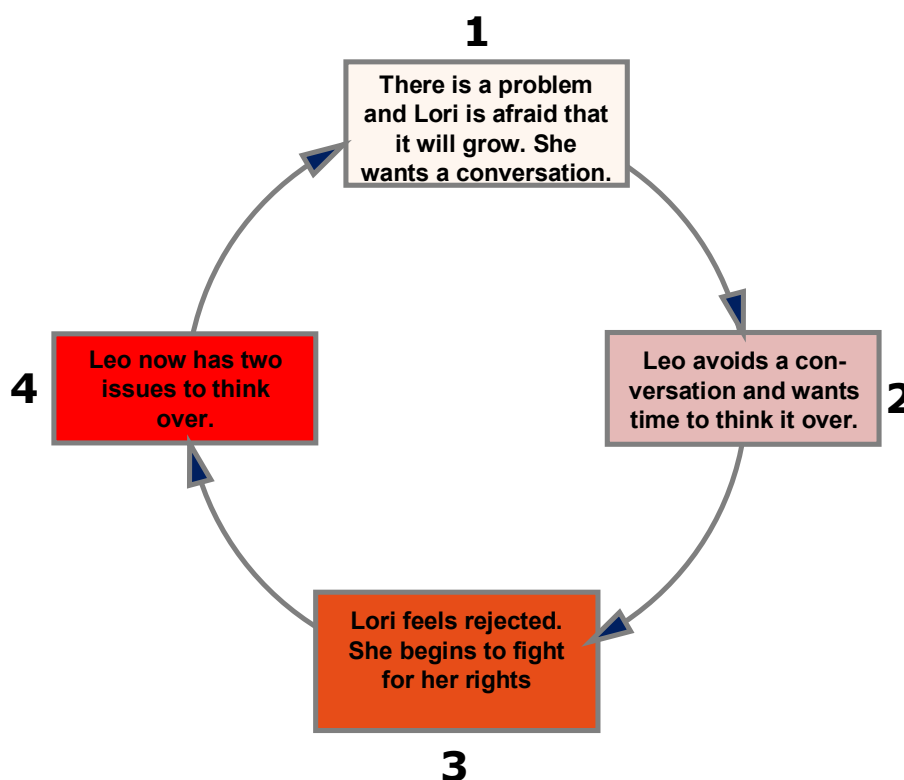 1
There is a problem
and Lori is afraid that
it will grow. She
wants a conversation.
Leo avoids a con-
versation and wants
time to think it over.
2
Lori feels rejected.
She begins to fight
for her rights
3
Leo now has two
issues to think
over.
4